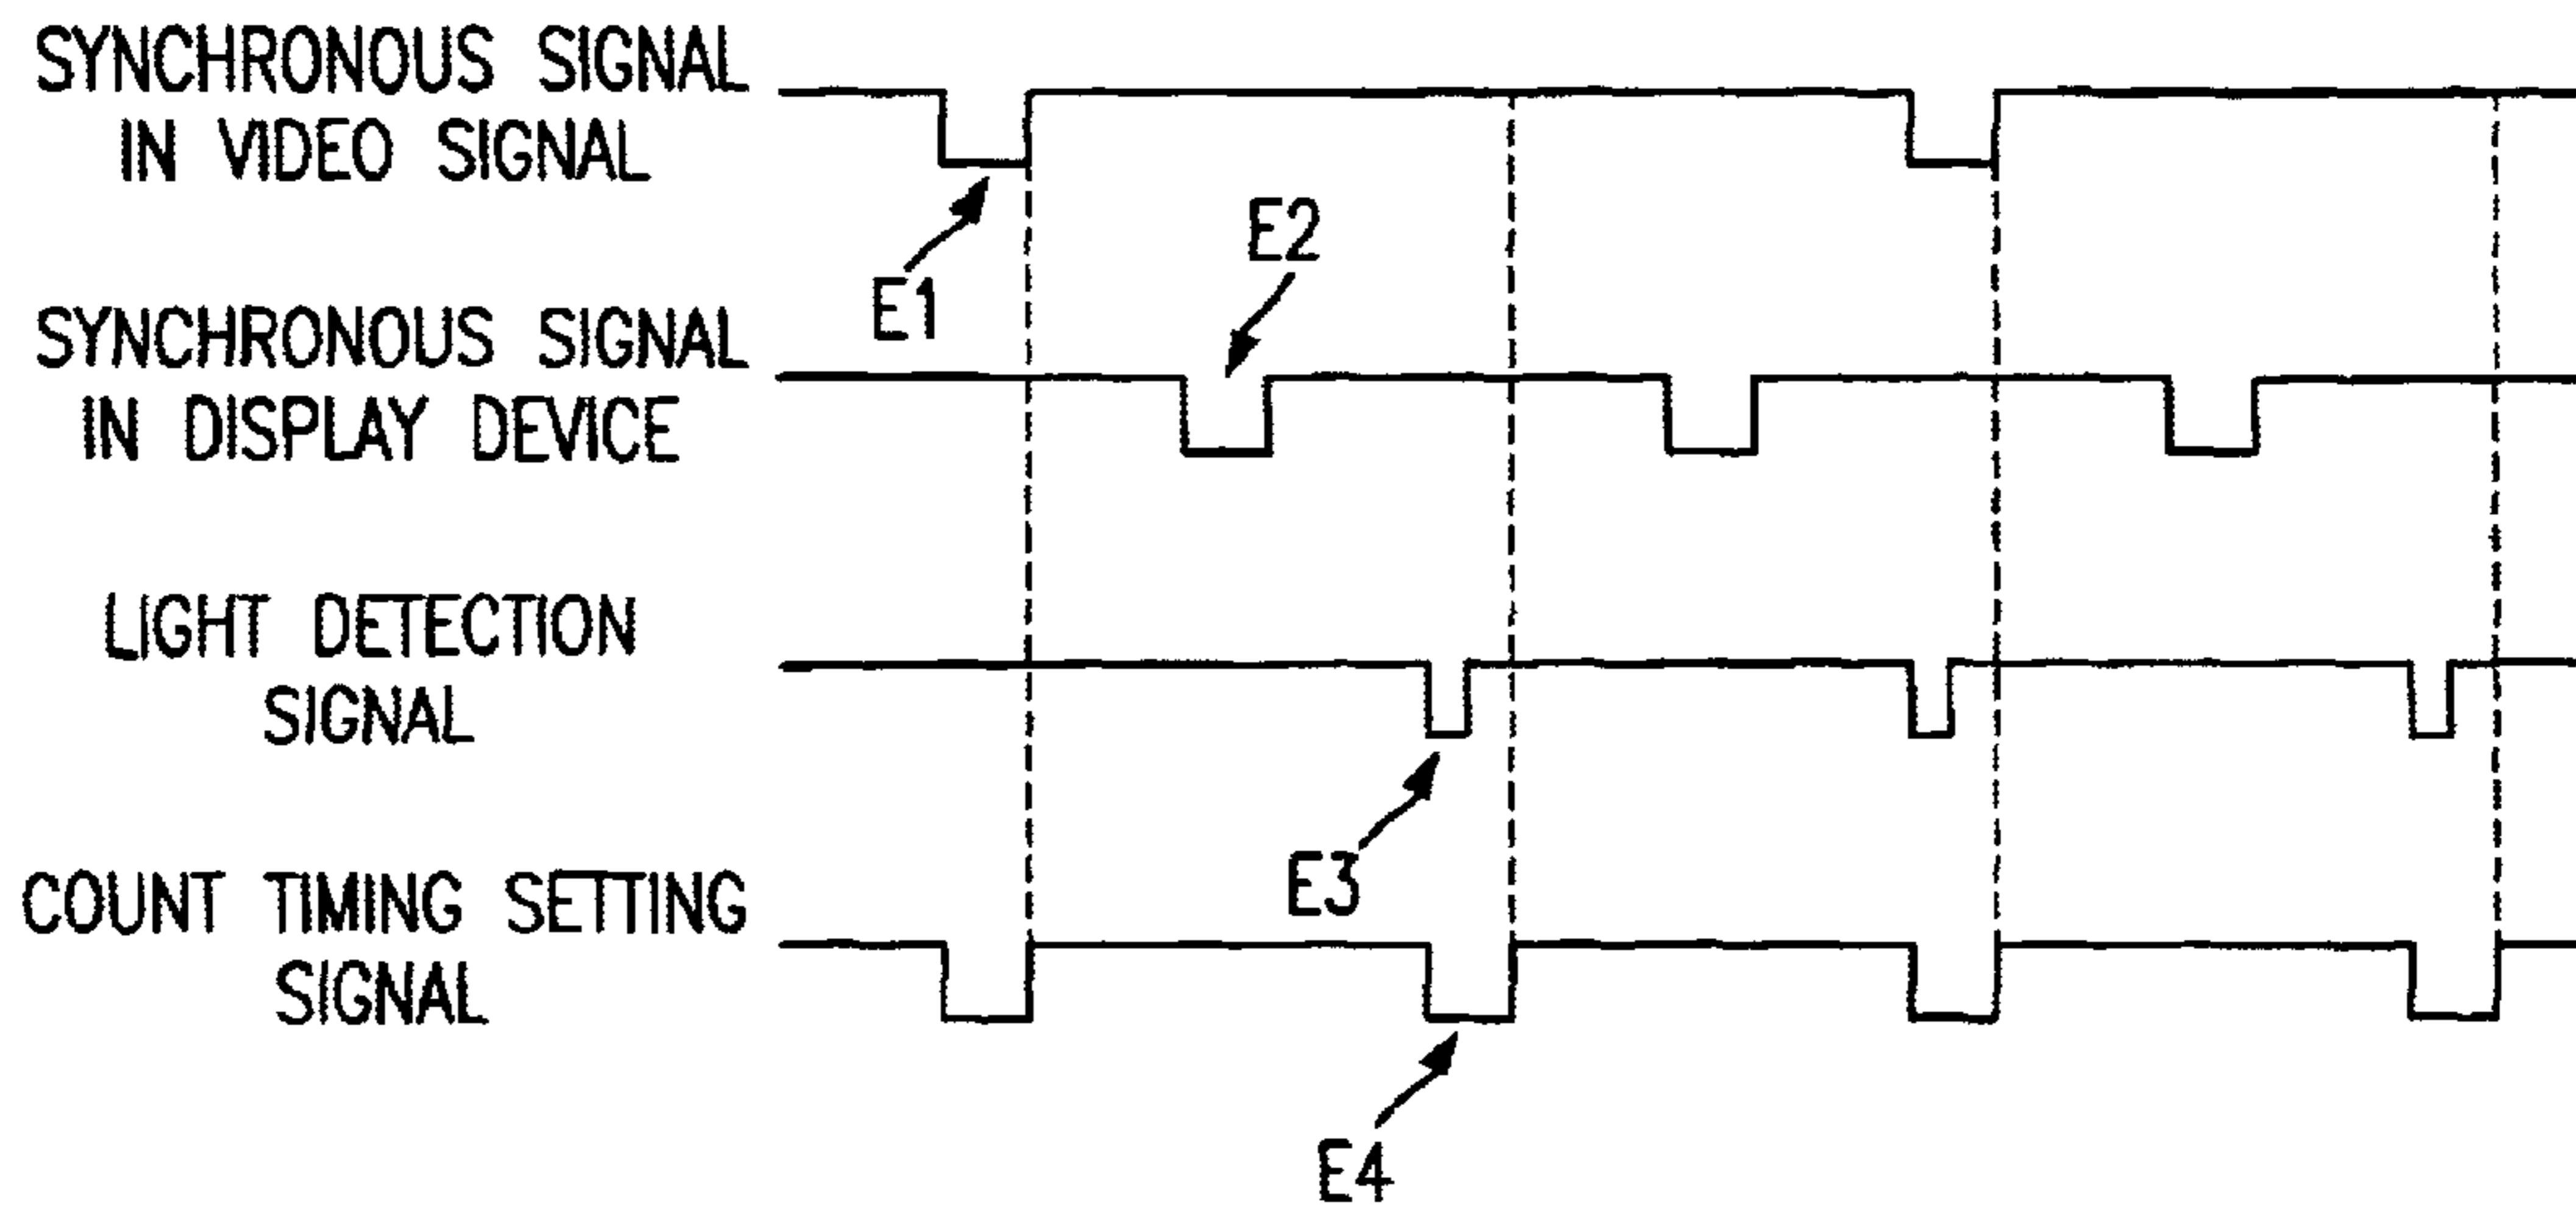 SYNCHRONOUS SIGNAL
IN VIDEO SIGNAL
E1
E2
SYNCHRONOUS SIGNAL
IN DISPLAY DEVICE
LIGHT DETECTION
SIGNAL
E3
COUNT TIMING SETTING
SIGNAL
E4